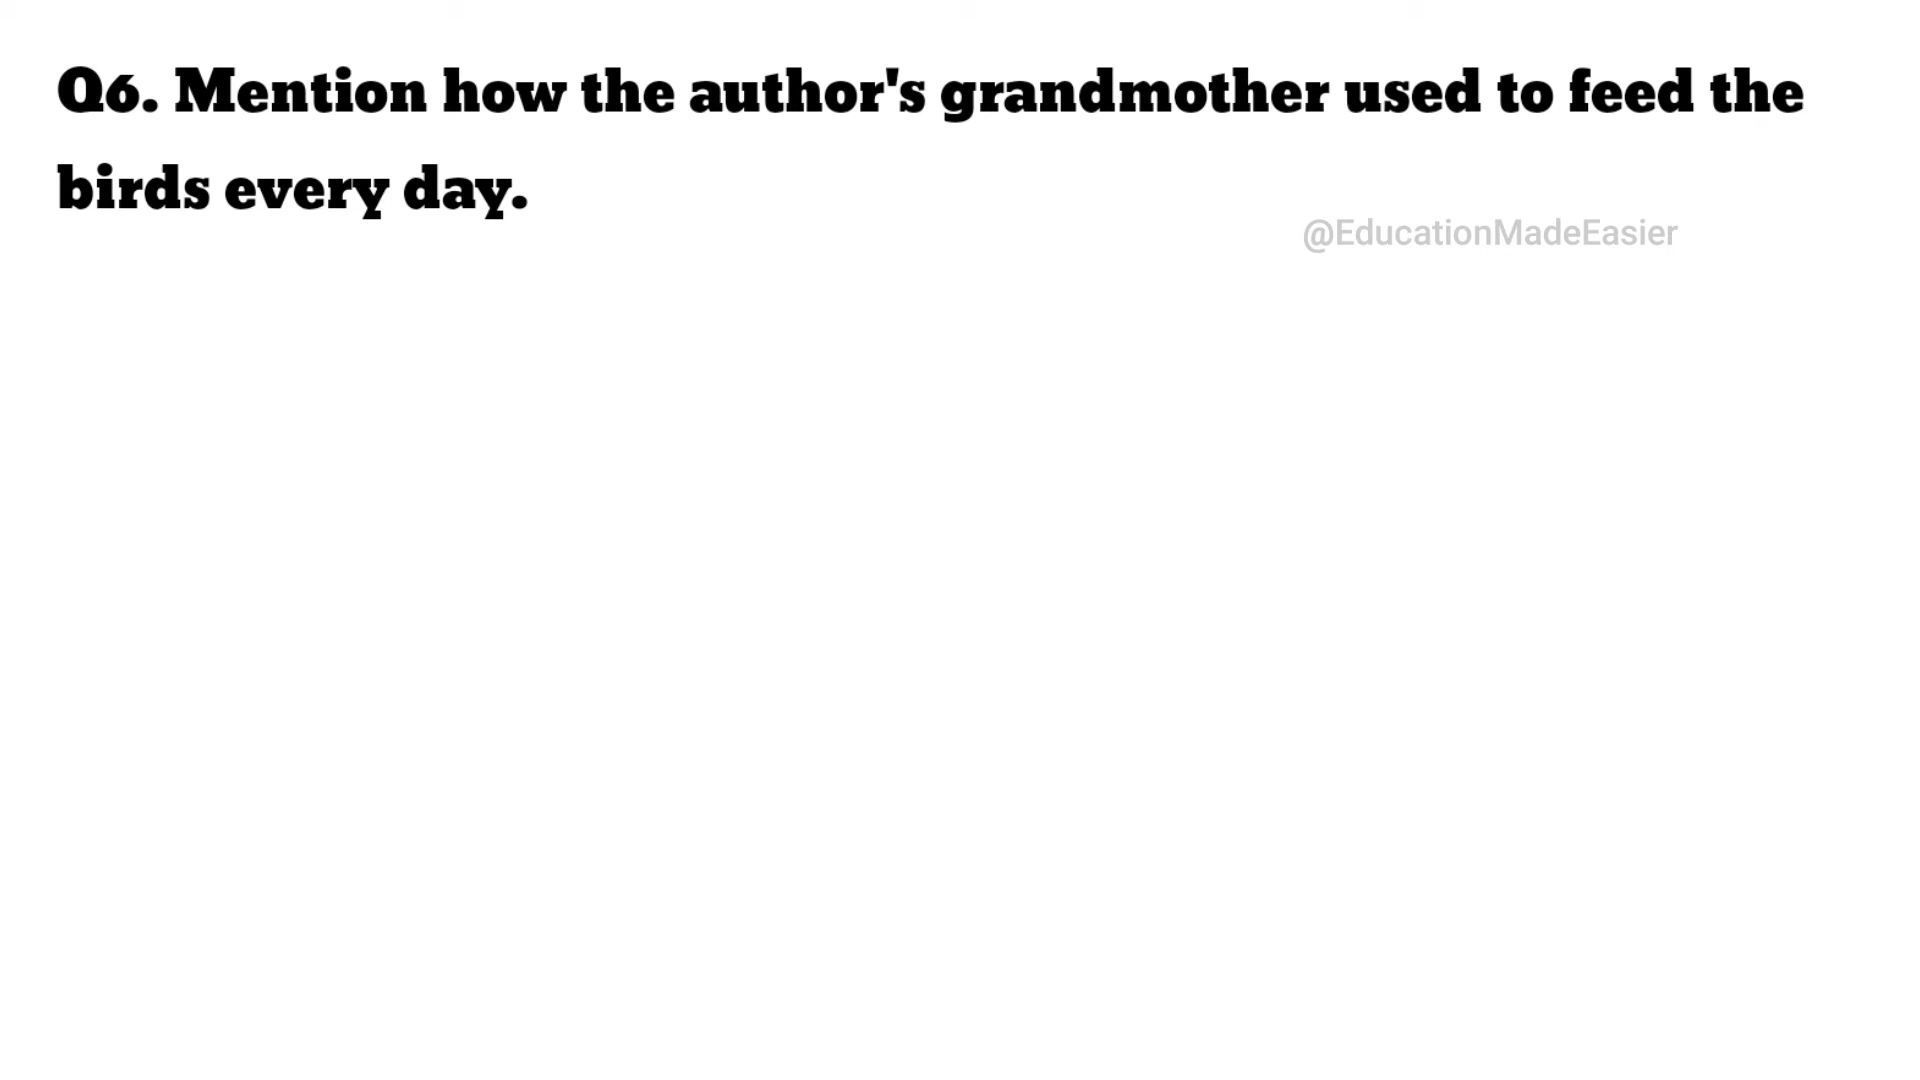 Q6. Mention how the author's grandmother used to feed the
birds every day.
@EducationMadeEasier